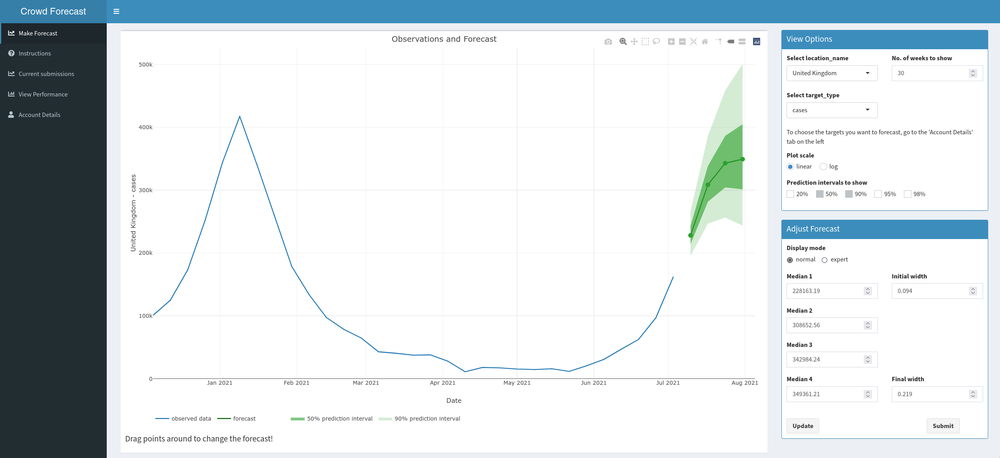 Crowd Forecast
Make Forecast
Instructions
Current submissions
View Performance
Account Details
Observations and Forecast
500k
400k
300k
200k
100k
0
United Kingdom - cases
Jan 2021 Feb 2021 Mar 2021 Apr 2021 May 2021 Jun 2021 Jul 2021 Aug 2021
Date
observed data forecast 50% prediction interval 90% prediction interval
Drag points around to change the forecast!
View Options
Select location_name No. of weeks to show
United Kingdom 30
Select target_type
cases
To choose the targets you want to forecast, go to the 'Account Details'
tab on the left
Plot scale
linear log
Prediction intervals to show
20% 50% 90% 95% 98%
Adjust Forecast
Display mode
normal expert
Median 1 Initial width
228163.19 0.094
Median 2
308652.56
Median 3
342984.24
Median 4 Final width
349361.21 0.219
Update Submit